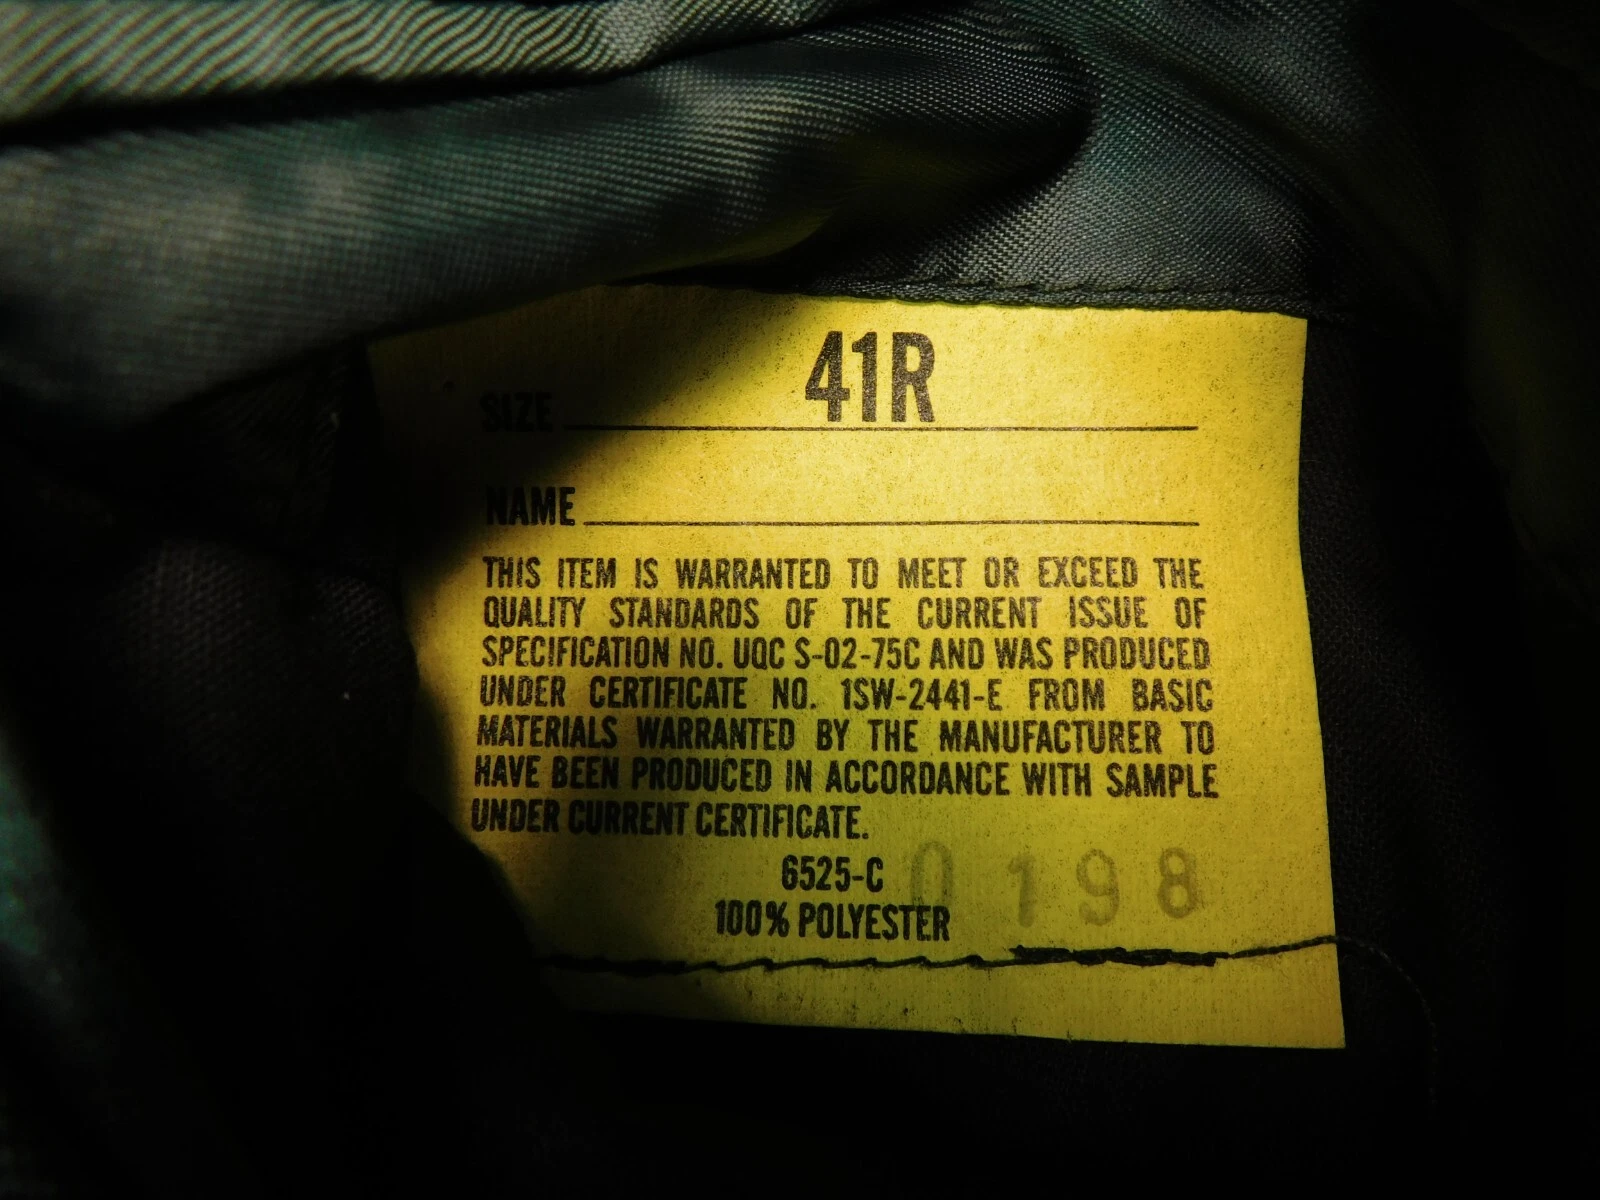 SIZE 41R
NAME
THIS ITEM IS WARRANTED TO MEET OR EXCEED THE
QUALITY STANDARDS OF THE CURRENT ISSUE OF
SPECIFICATION NO. UQC S-02-75C AND WAS PRODUCED
UNDER CERTIFICATE NO. 1SW-2441-E FROM BASIC
MATERIALS WARRANTED BY THE MANUFACTURER TO
HAVE BEEN PRODUCED IN ACCORDANCE WITH SAMPLE
UNDER CURRENT CERTIFICATE.
6525-C 0198
100% POLYESTER